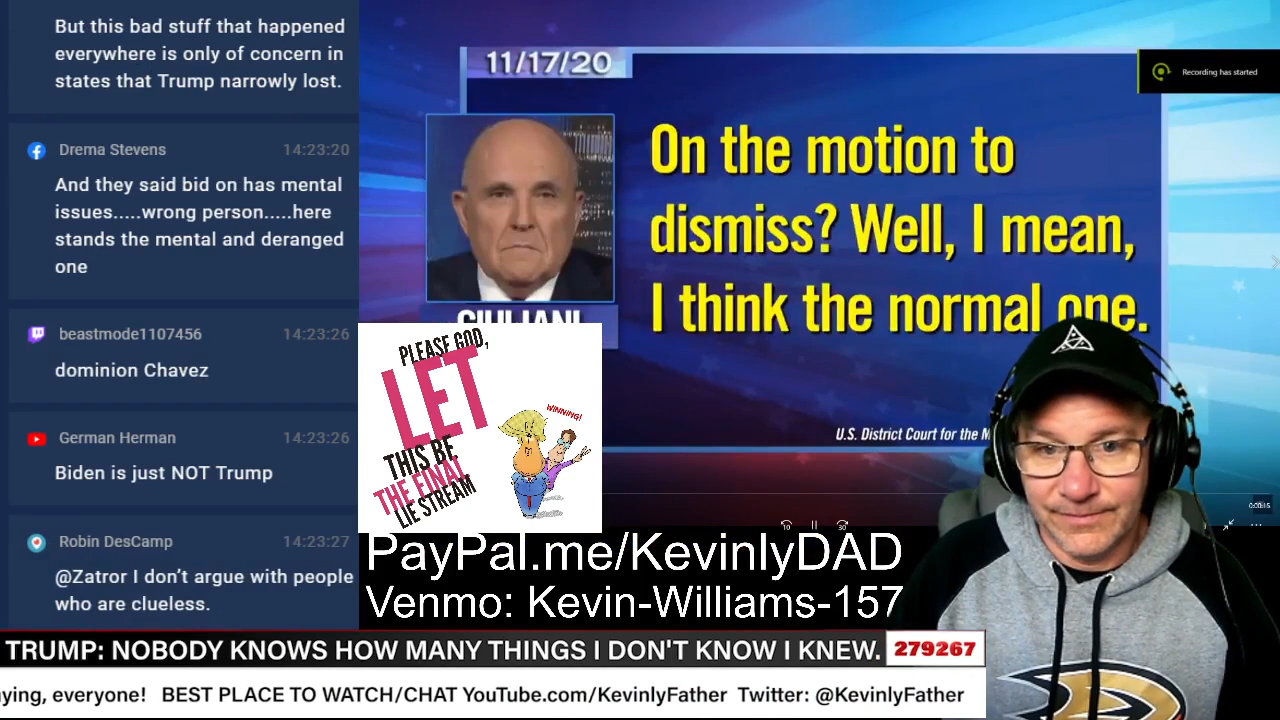 But this bad stuff that happened
everywhere is only of concern in
states that Trump narrowly lost.
Drema Stevens 14:23:20
And they said bid on has mental
issues.....wrong person.....here
stands the mental and deranged
one
beastmode1107456 14:23:26
dominion Chavez
German Herman 14:23:26
Biden is just NOT Trump
Robin DesCamp 14:23:27
@Zatror I don't argue with people
who are clueless.
11/17/20
Recording has started
On the motion to
dismiss? Well, I mean,
I think the normal one.
GIULIANI
U.S. District Court for the M
PLEASE GOD,
LET
THIS BE
THE FINAL
LIE STREAM
WINNING!
10
30
PayPal.me/KevinlyDAD
Venmo: Kevin-Williams-157
TRUMP: NOBODY KNOWS HOW MANY THINGS I DON'T KNOW I KNEW. 279267
ying, everyone! BEST PLACE TO WATCH/CHAT YouTube.com/KevinlyFather Twitter: @KevinlyFather